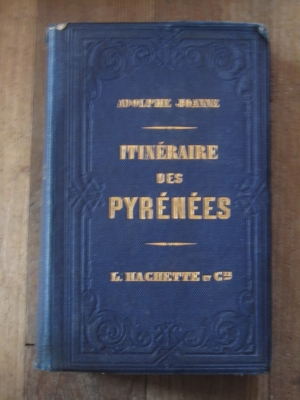 ADOLPHE JOANNE
ITINÉRAIRE
DES
PYRÉNÉES
L. HACHETTE ET Cie